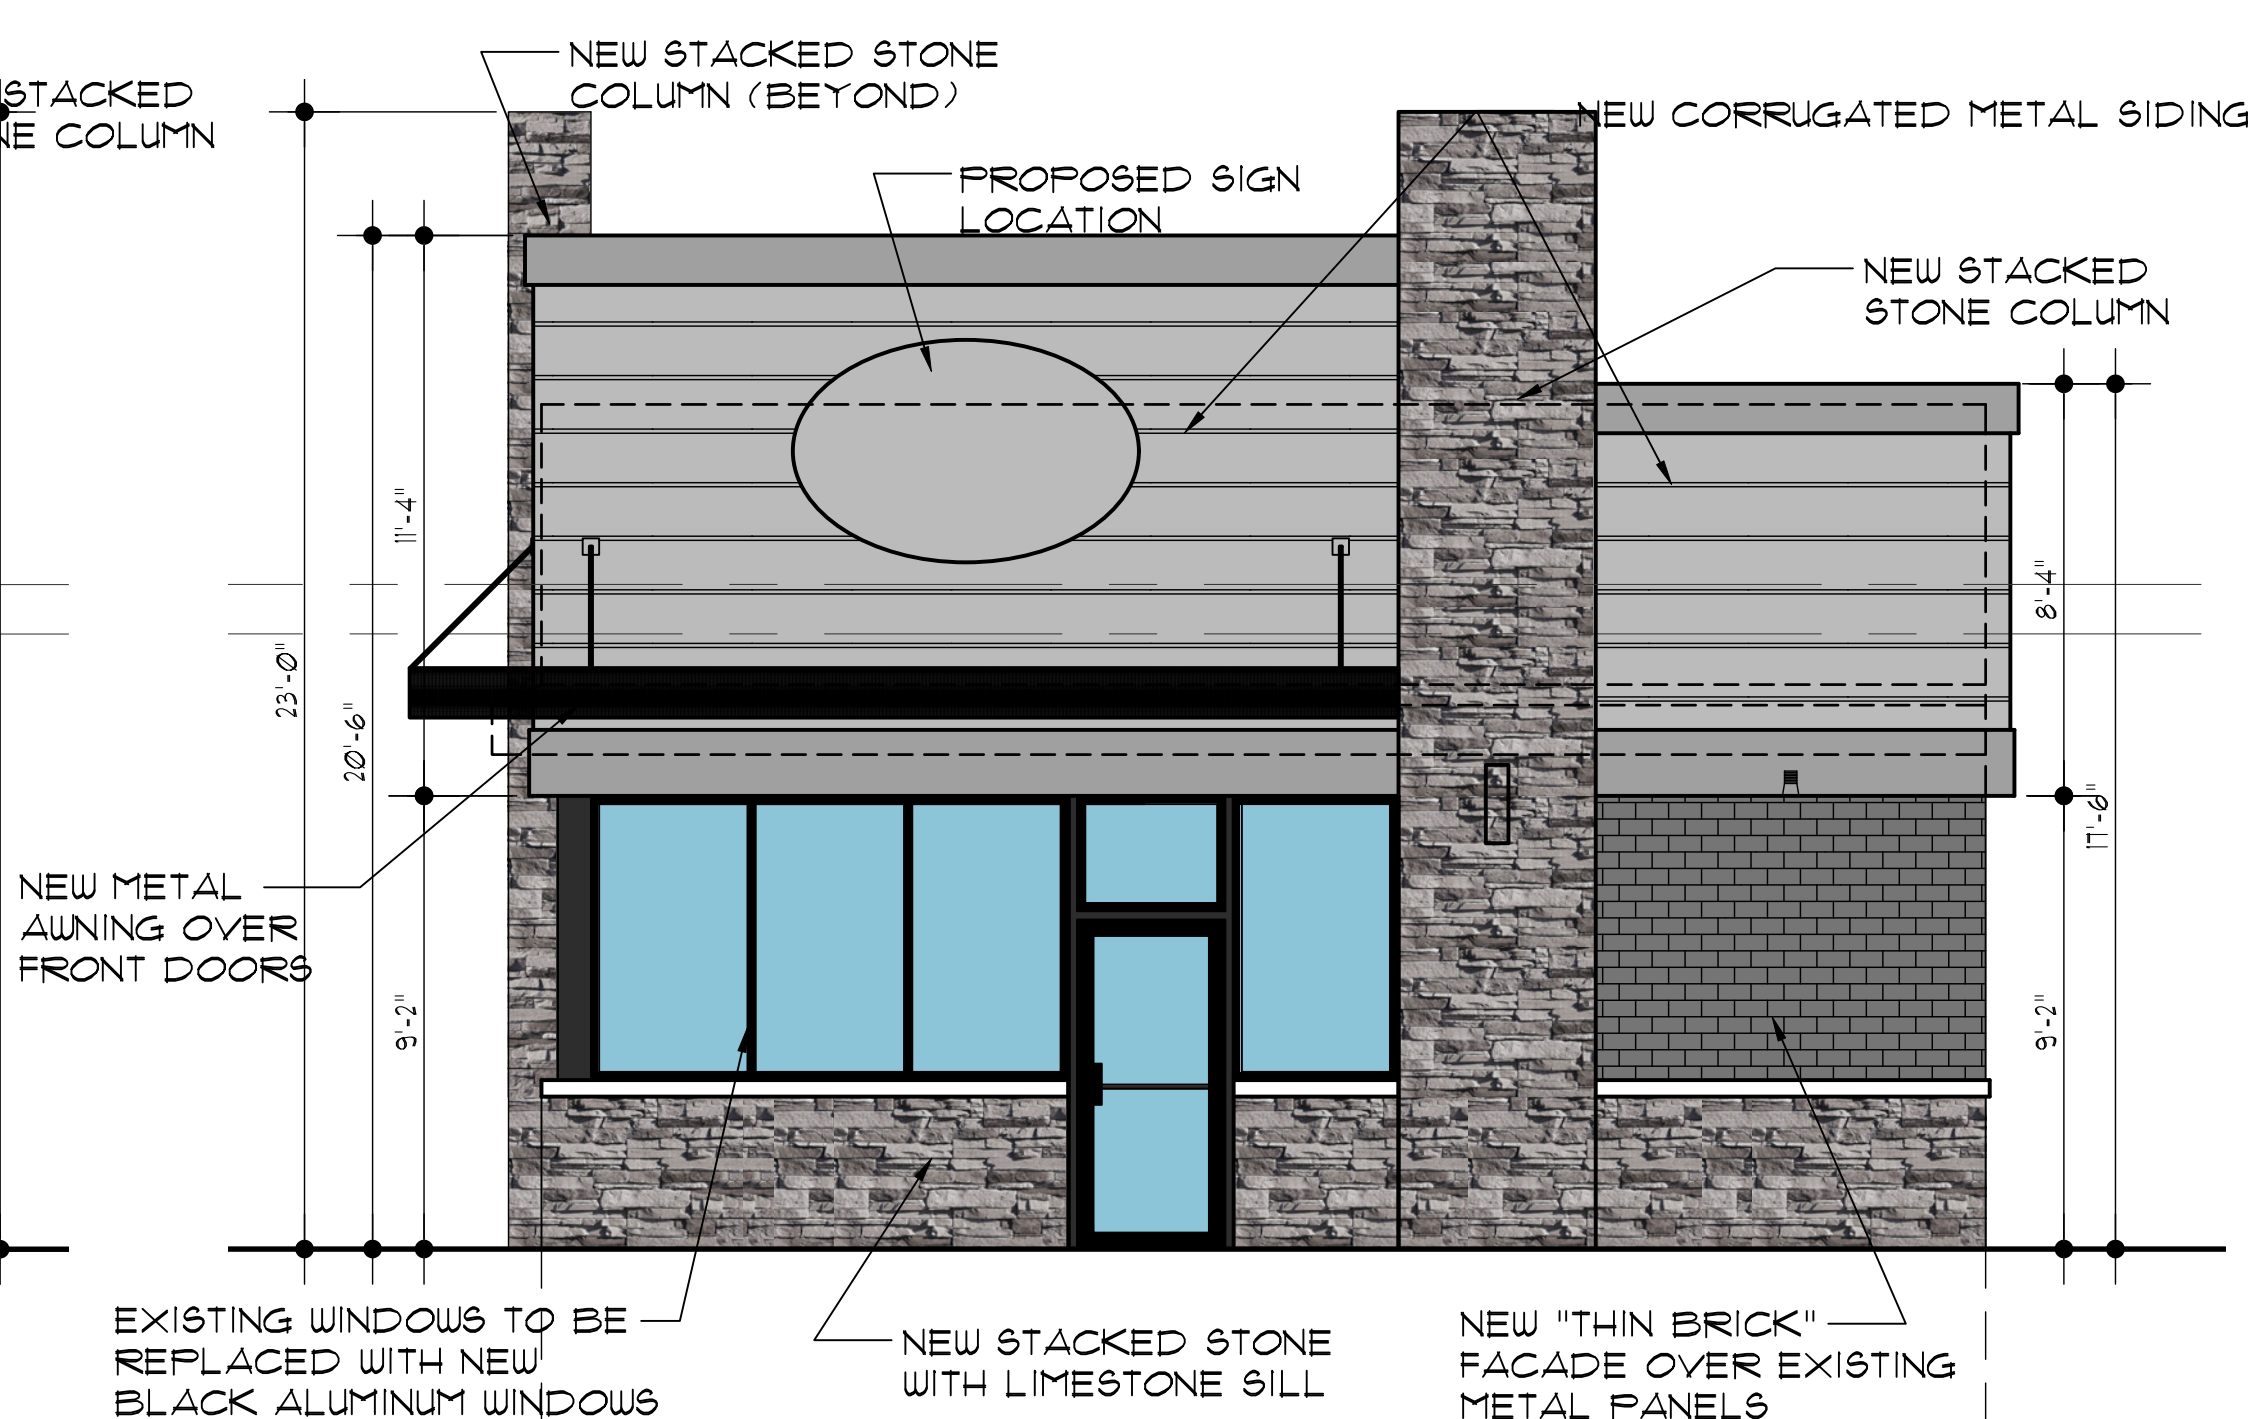 STACKED
NE COLUMN
NEW STACKED STONE
COLUMN (BEYOND)
PROPOSED SIGN
LOCATION
NEW CORRUGATED METAL SIDING
NEW STACKED
STONE COLUMN
11'-4"
23'-0"
20'-6"
9'-2"
8'-4"
17'-6"
9'-2"
NEW METAL
AWNING OVER
FRONT DOORS
EXISTING WINDOWS TO BE
REPLACED WITH NEW
BLACK ALUMINUM WINDOWS
NEW STACKED STONE
WITH LIMESTONE SILL
NEW "THIN BRICK"
FACADE OVER EXISTING
METAL PANELS